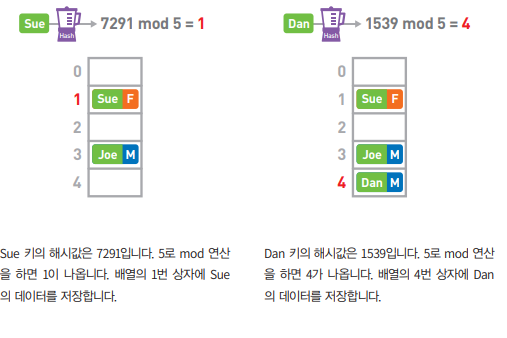 Sue Hash 7291 mod 5 = 1
0
1 Sue F
2
3 Joe M
4
Sue 키의 해시값은 7291입니다. 5로 mod 연산
을 하면 1이 나옵니다. 배열의 1번 상자에 Sue
의 데이터를 저장합니다.
Dan Hash 1539 mod 5 = 4
0
1 Sue F
2
3 Joe M
4 Dan M
Dan 키의 해시값은 1539입니다. 5로 mod 연산
을 하면 4가 나옵니다. 배열의 4번 상자에 Dan
의 데이터를 저장합니다.